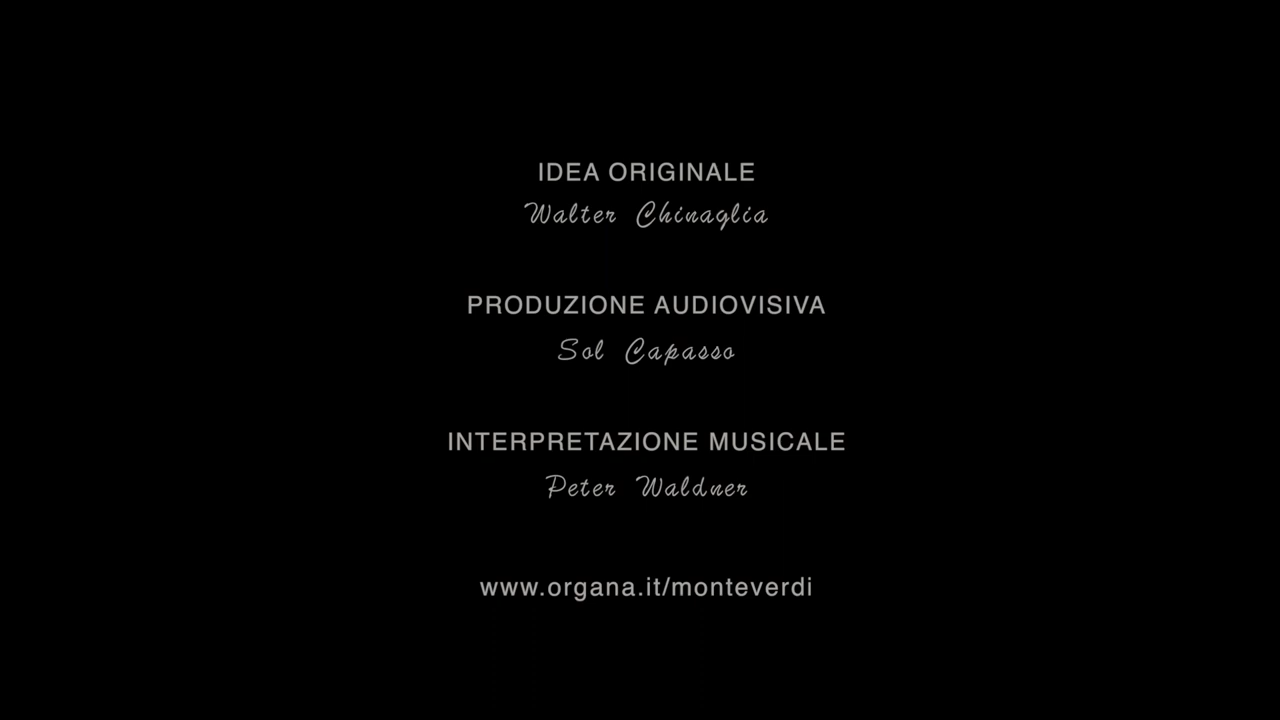 IDEA ORIGINALE
Walter Chinaglia
PRODUZIONE AUDIOVISIVA
Sol Capasso
INTERPRETAZIONE MUSICALE
Peter Waldner
www.organa.it/monteverdi